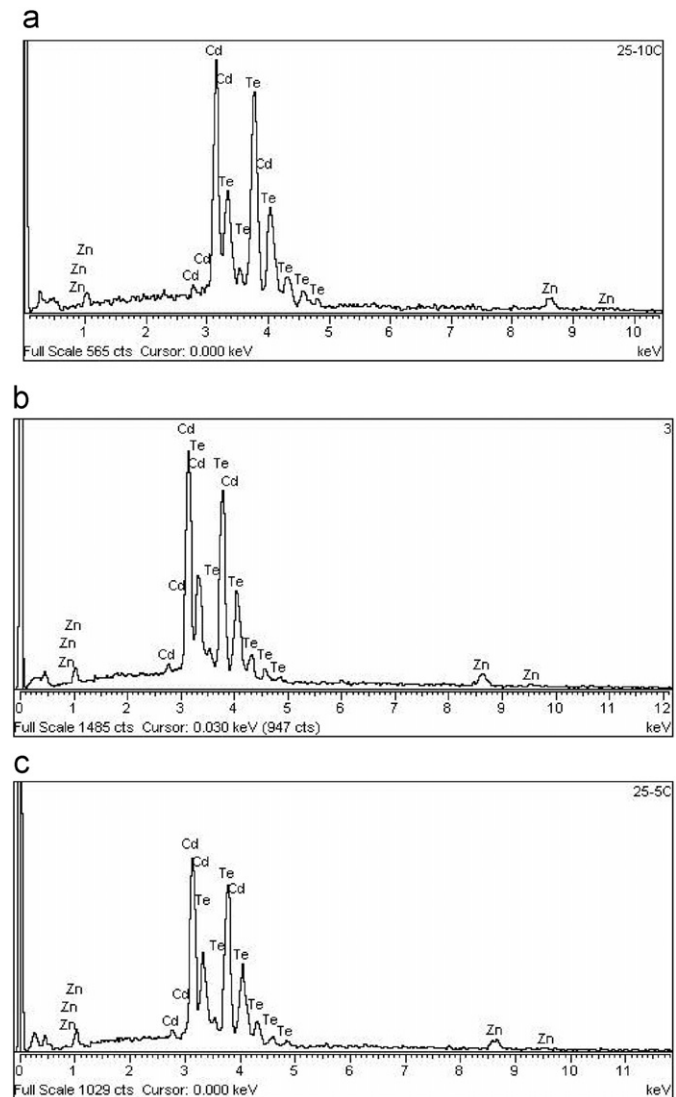 a
25-10C
Cd
Cd Te
Te Cd Te
Te
Zn Cd Te
Zn Cd Te
Zn Te Zn Zn
1 2 3 4 5 6 7 8 9 10
Full Scale 565 cts Cursor: 0.000 keV keV
b
3
Cd
Te
Cd Te
Cd
Te
Cd Te
Zn
Zn Te
Zn Cd Te Te Zn Zn
0 1 2 3 4 5 6 7 8 9 10 11 12
Full Scale 1485 cts Cursor: 0.030 keV (947 cts) keV
c
25-5C
Cd
Cd Te
Te Cd
Te Te
Zn Cd
Zn Te
Zn Cd Te Te Zn Zn
0 1 2 3 4 5 6 7 8 9 10 11
Full Scale 1029 cts Cursor: 0.000 keV keV